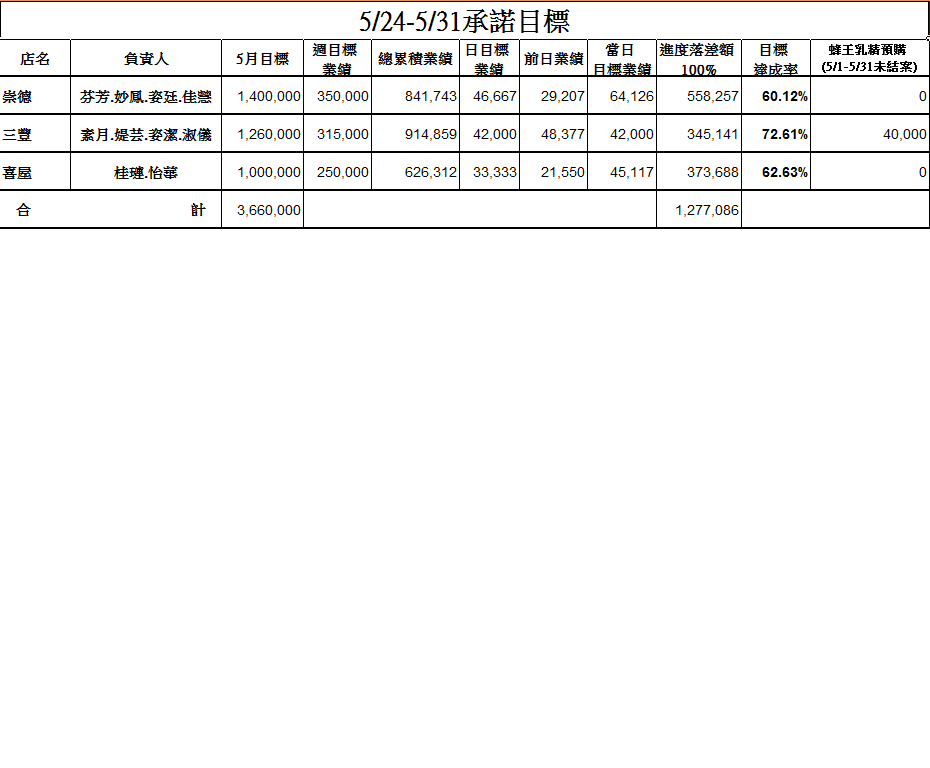 5/24-5/31承諾目標
店名 負責人 5月目標 週目標業績 總累積業績 日目標業績 前日業績 當日目標業績 進度落差額100% 目標達成率 蜂王乳精預購(5/1-5/31未結案)
崇德 芬芳.妙鳳.姿廷.佳慧 1,400,000 350,000 841,743 46,667 29,207 64,126 558,257 60.12% 0
三豐 素月.媞芸.姿潔.淑儀 1,260,000 315,000 914,859 42,000 48,377 42,000 345,141 72.61% 40,000
喜屋 桂瑭.怡華 1,000,000 250,000 626,312 33,333 21,550 45,117 373,688 62.63% 0
合 計 3,660,000 1,277,086